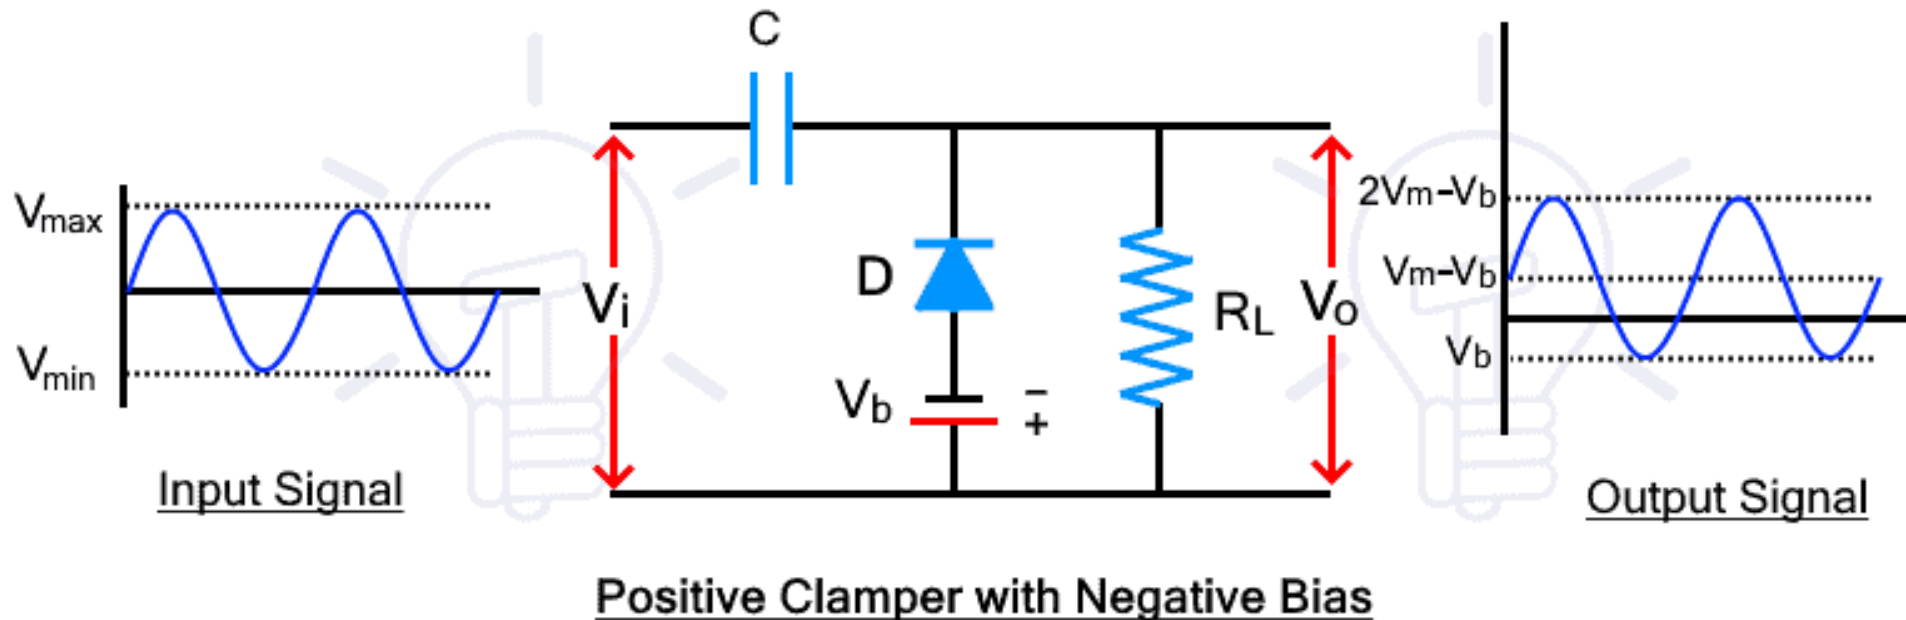 C
Vmax
Vmin
Input Signal
Vi
D
Vb
−
+
RL
Vo
2Vm−Vb
Vm−Vb
Vb
Output Signal
Positive Clamper with Negative Bias